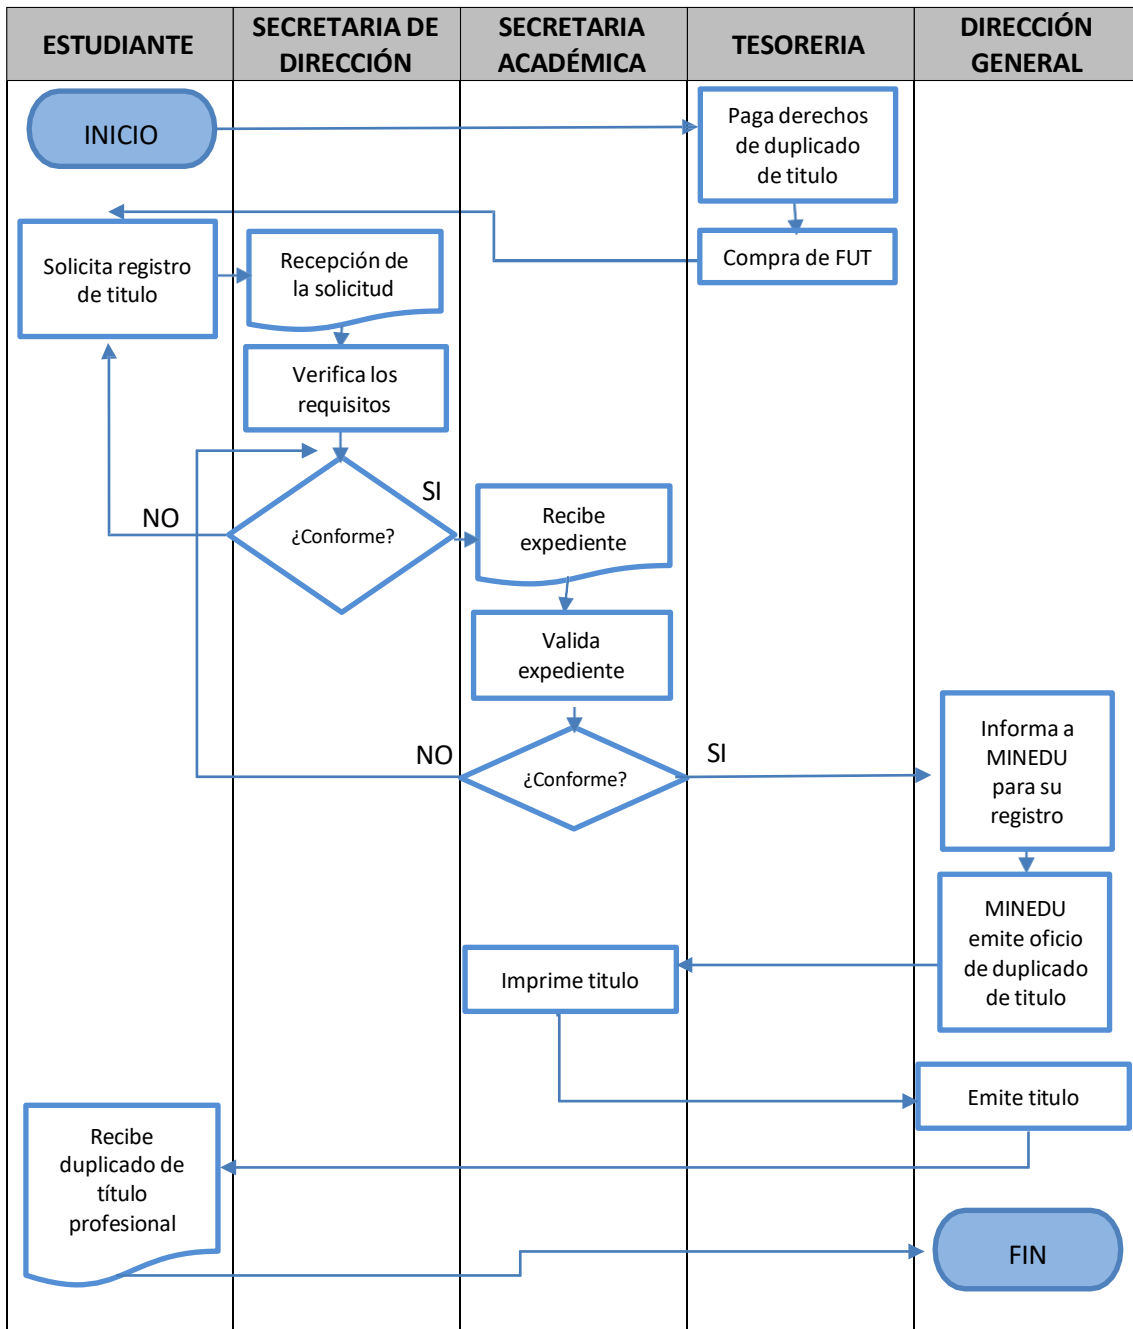 ESTUDIANTE
SECRETARIA DE
DIRECCIÓN
SECRETARIA
ACADÉMICA
TESORERIA
DIRECCIÓN
GENERAL
INICIO
Paga derechos
de duplicado
de titulo
Compra de FUT
Solicita registro
de titulo
Recepción de
la solicitud
Verifica los
requisitos
¿Conforme?
NO
SI
Recibe
expediente
Valida
expediente
¿Conforme?
NO
SI
Informa a
MINEDU
para su
registro
MINEDU
emite oficio
de duplicado
de titulo
Imprime titulo
Emite titulo
Recibe
duplicado de
título
profesional
FIN